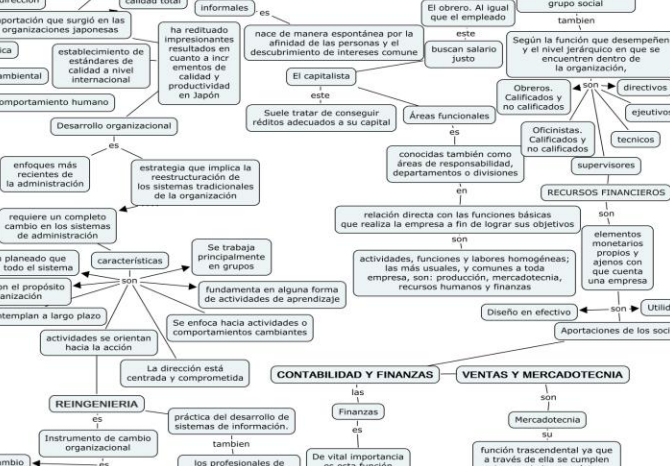 calidad total
informales
es
El obrero. Al igual
que el empleado
grupo social
tambien
portación que surgió en las
organizaciones japonesas
establecimiento de
estándares de
calidad a nivel
internacional
ha redituado
impresionantes
resultados en
cuanto a incr
ementos de
calidad y
productividad
en Japón
nace de manera espontánea por la
afinidad de las personas y el
descubrimiento de intereses comune
este
buscan salario
justo
Según la función que desempeñen
y el nivel jerárquico en que se
encuentren dentro de
la organización,
ica
ambiental
omportamiento humano
El capitalista
este
Suele tratar de conseguir
réditos adecuados a su capital
Áreas funcionales
es
Obreros.
Calificados y
no calificados
son
directivos
ejeutivos
Oficinistas.
Calificados y
no calificados
tecnicos
supervisores
Desarrollo organizacional
es
enfoques más
recientes de
la administración
estrategia que implica la
reestructuración de
los sistemas tradicionales
de la organización
conocidas también como
áreas de responsabilidad,
departamentos o divisiones
en
RECURSOS FINANCIEROS
son
requiere un completo
cambio en los sistemas
de administración
relación directa con las funciones básicas
que realiza la empresa a fin de lograr sus objetivos
son
elementos
monetarios
propios y
ajenos con
que cuenta
una empresa
planeado que
todo el sistema
características
son
Se trabaja
principalmente
en grupos
actividades, funciones y labores homogéneas;
las más usuales, y comunes a toda
empresa, son: producción, mercadotecnia,
recursos humanos y finanzas
on el propósito
anización
fundamenta en alguna forma
de actividades de aprendizaje
Diseño en efectivo
son
Utilid
ntemplan a largo plazo
Se enfoca hacia actividades o
comportamientos cambiantes
Aportaciones de los soci
actividades se orientan
hacia la acción
La dirección está
centrada y comprometida
CONTABILIDAD Y FINANZAS
VENTAS Y MERCADOTECNIA
las
son
REINGENIERIA
es
práctica del desarrollo de
sistemas de información.
Finanzas
es
Mercadotecnia
su
Instrumento de cambio
organizacional
tambien
mbio
es
los profesionales de
De vital importancia
es esta función
función trascendental ya que
a través de ella se cumplen